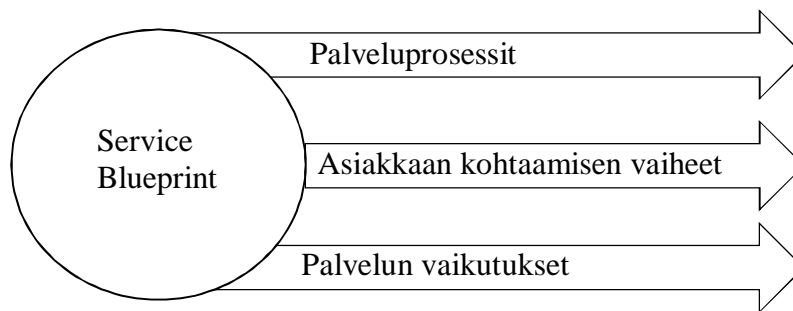 Palveluprosessit
Service
Blueprint
Asiakkaan kohtaamisen vaiheet
Palvelun vaikutukset